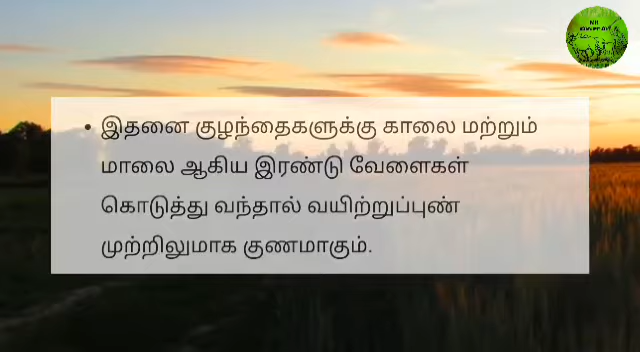 • இதனை குழந்தைகளுக்கு காலை மற்றும்
மாலை ஆகிய இரண்டு வேளைகள்
கொடுத்து வந்தால் வயிற்றுப்புண்
முற்றிலுமாக குணமாகும்.